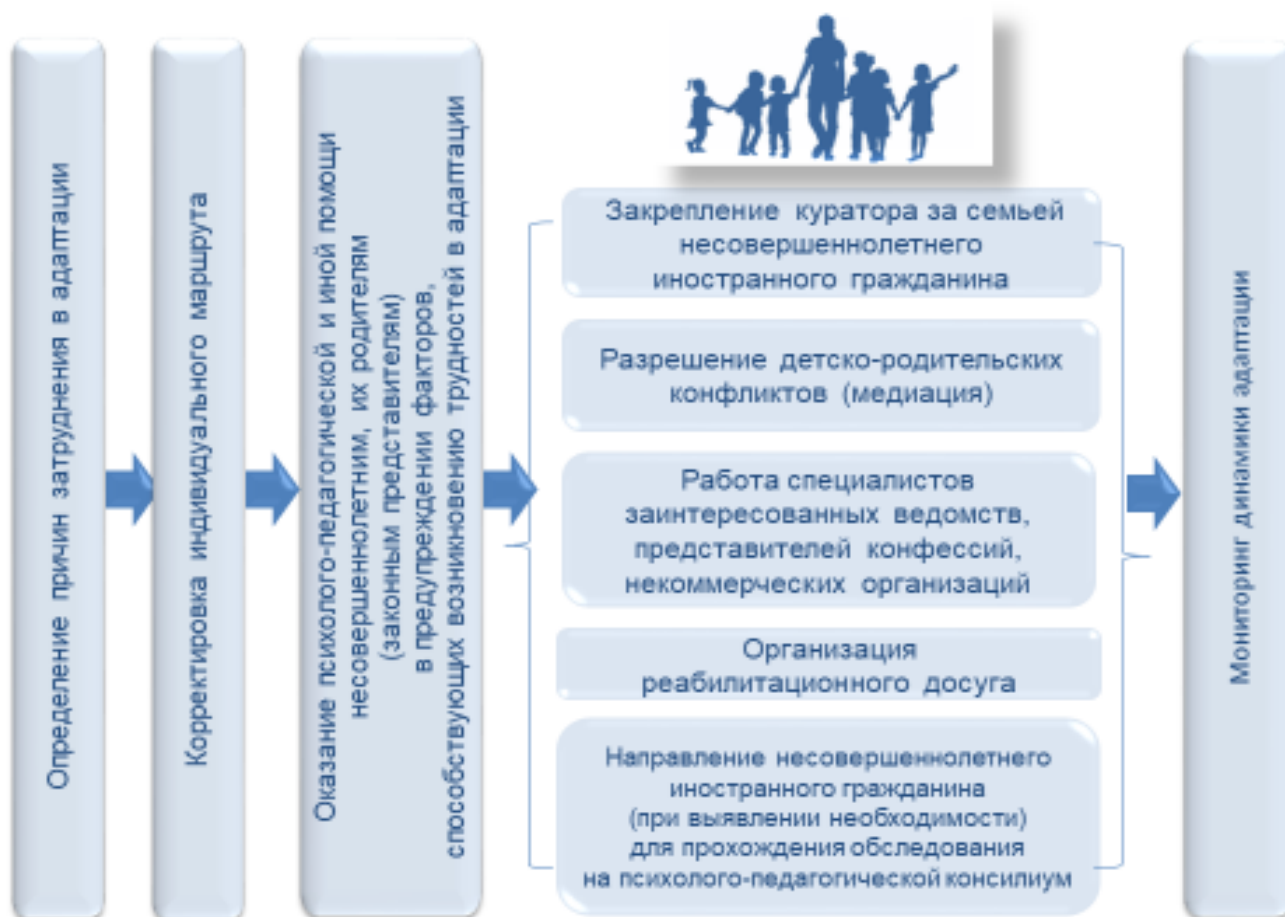 Определение причин затруднения в адаптации
Корректировка индивидуального маршрута
Оказание психолого-педагогической и иной помощи
несовершеннолетним, их родителям
(законным представителям)
в предупреждении факторов,
способствующих возникновению трудностей в адаптации
Закрепление куратора за семьей
несовершеннолетнего
иностранного гражданина
Разрешение детско-родительских
конфликтов (медиация)
Работа специалистов
заинтересованных ведомств,
представителей конфессий,
некоммерческих организаций
Организация
реабилитационного досуга
Направление несовершеннолетнего
иностранного гражданина
(при выявлении необходимости)
для прохождения обследования
на психолого-педагогической консилиум
Мониторинг динамики адаптации